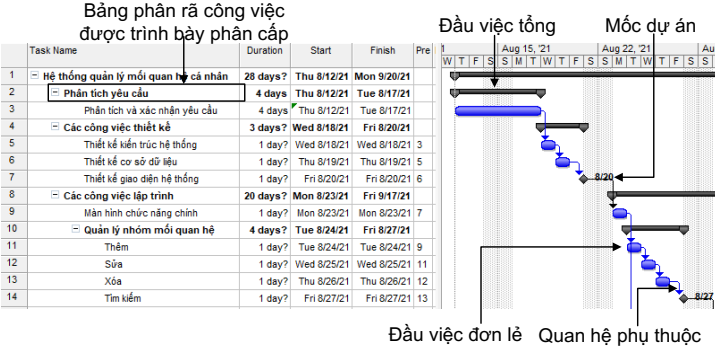 Bảng phân rã công việc
được trình bày phân cấp
Đầu việc tổng
Mốc dự án
Task Name Duration Start Finish Pre
1 Aug 15, '21 Aug 22, '21 Au
W T F S S M T W T F S S M T W T F S S
1 Hệ thống quản lý mối quan hệ cá nhân 28 days? Thu 8/12/21 Mon 9/20/21
2 Phân tích yêu cầu 4 days Thu 8/12/21 Tue 8/17/21
3 Phân tích và xác nhận yêu cầu 4 days Thu 8/12/21 Tue 8/17/21
4 Các công việc thiết kế 3 days? Wed 8/18/21 Fri 8/20/21
5 Thiết kế kiến trúc hệ thống 1 day? Wed 8/18/21 Wed 8/18/21 3
6 Thiết kế cơ sở dữ liệu 1 day? Thu 8/19/21 Thu 8/19/21 5
7 Thiết kế giao diện hệ thống 1 day? Fri 8/20/21 Fri 8/20/21 6
8/20
8 Các công việc lập trình 20 days? Mon 8/23/21 Fri 9/17/21
9 Màn hình chức năng chính 1 day? Mon 8/23/21 Mon 8/23/21 7
10 Quản lý nhóm mối quan hệ 4 days? Tue 8/24/21 Fri 8/27/21
11 Thêm 1 day? Tue 8/24/21 Tue 8/24/21 9
12 Sửa 1 day? Wed 8/25/21 Wed 8/25/21 11
13 Xóa 1 day? Thu 8/26/21 Thu 8/26/21 12
14 Tìm kiếm 1 day? Fri 8/27/21 Fri 8/27/21 13
8/27
Đầu việc đơn lẻ
Quan hệ phụ thuộc